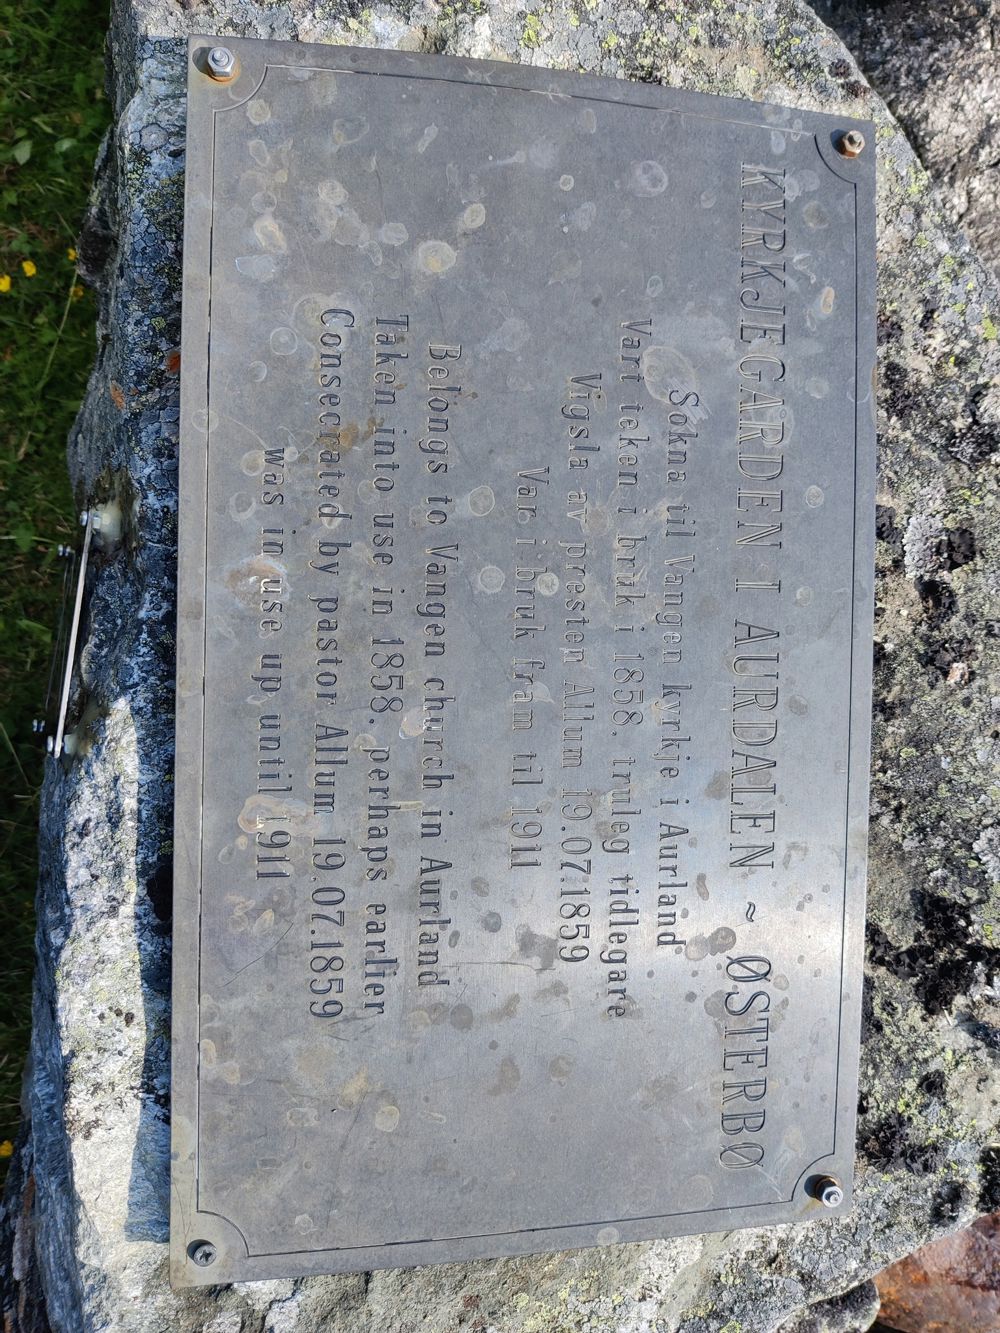 KYRKJEGARDEN I AURDALEN ~ ØSTERBØ
Sokna til Vangen kyrkje i Aurland
Vart teken i bruk i 1858. truleg tidlegare
Vigsla av presten Allum 19.07.1859
Var i bruk fram til 1911
Belongs to Vangen church in Aurland
Taken into use in 1858. perhaps earlier
Consecrated by pastor Allum 19.07.1859
was in use up until 1911